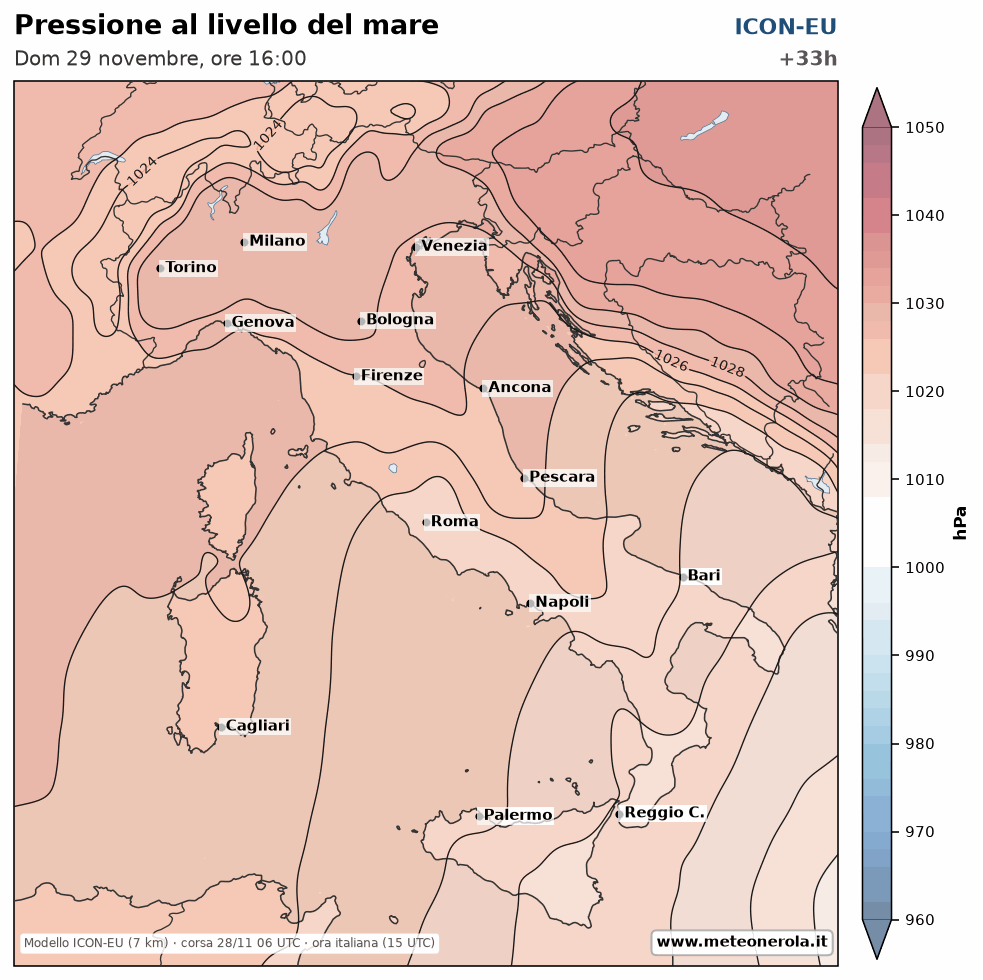 Pressione al livello del mare
ICON-EU
Dom 29 novembre, ore 16:00
+33h
1024
1024
Milano
Venezia
Torino
Genova
Bologna
1026
1028
Firenze
Ancona
Pescara
Roma
Bari
Napoli
Cagliari
Palermo
Reggio C.
Modello ICON-EU (7 km) · corsa 28/11 06 UTC · ora italiana (15 UTC)
www.meteonerola.it
1050
1040
1030
1020
1010
1000
990
980
970
960
hPa